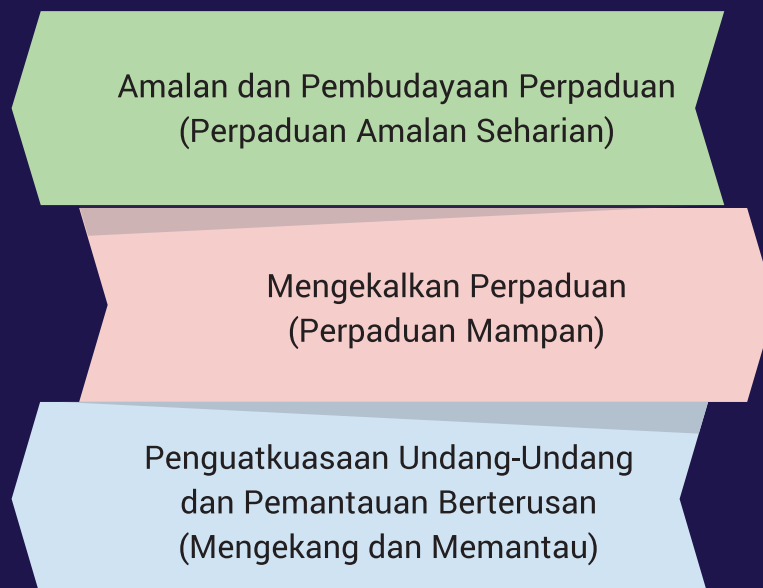 Amalan dan Pembudayaan Perpaduan
(Perpaduan Amalan Seharian)
Mengekalkan Perpaduan
(Perpaduan Mampan)
Penguatkuasaan Undang-Undang
dan Pemantauan Berterusan
(Mengekang dan Memantau)